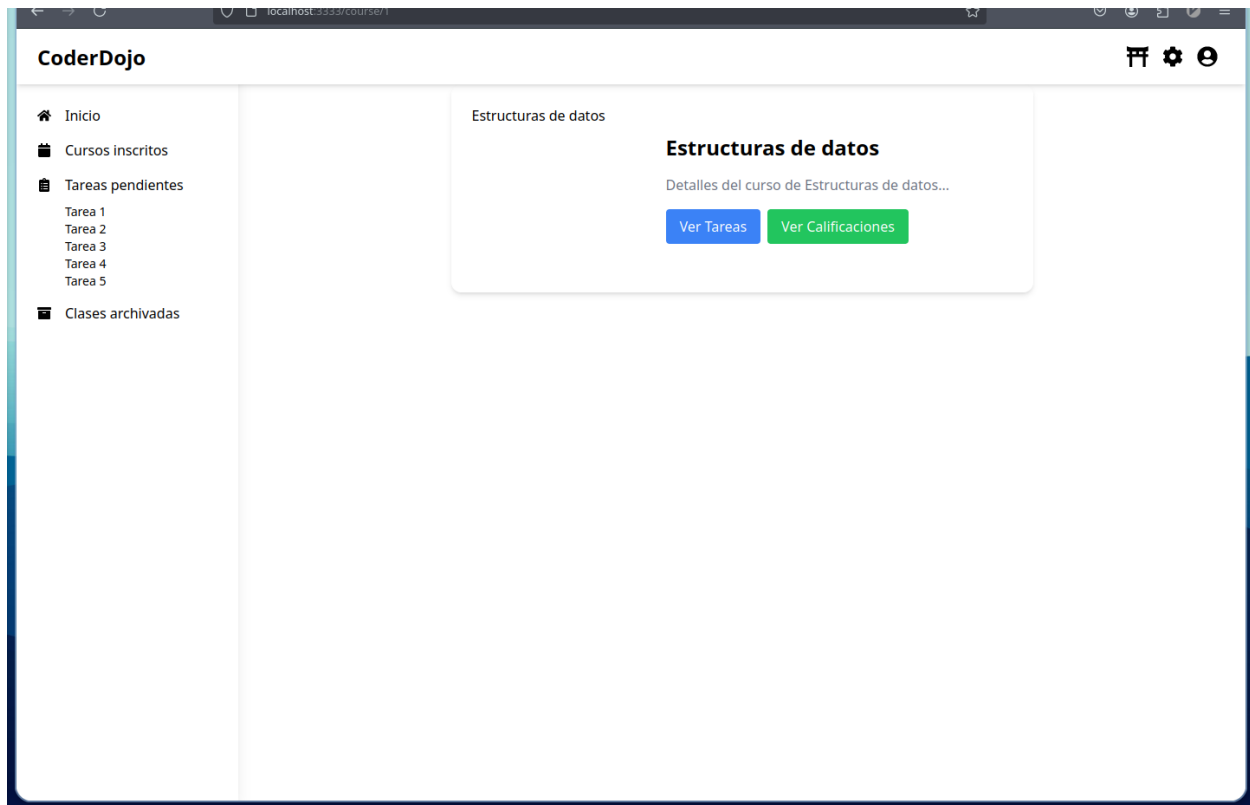 localhost:3333/course/1
CoderDojo
Inicio
Cursos inscritos
Tareas pendientes
Tarea 1
Tarea 2
Tarea 3
Tarea 4
Tarea 5
Clases archivadas
Estructuras de datos
Estructuras de datos
Detalles del curso de Estructuras de datos...
Ver Tareas Ver Calificaciones